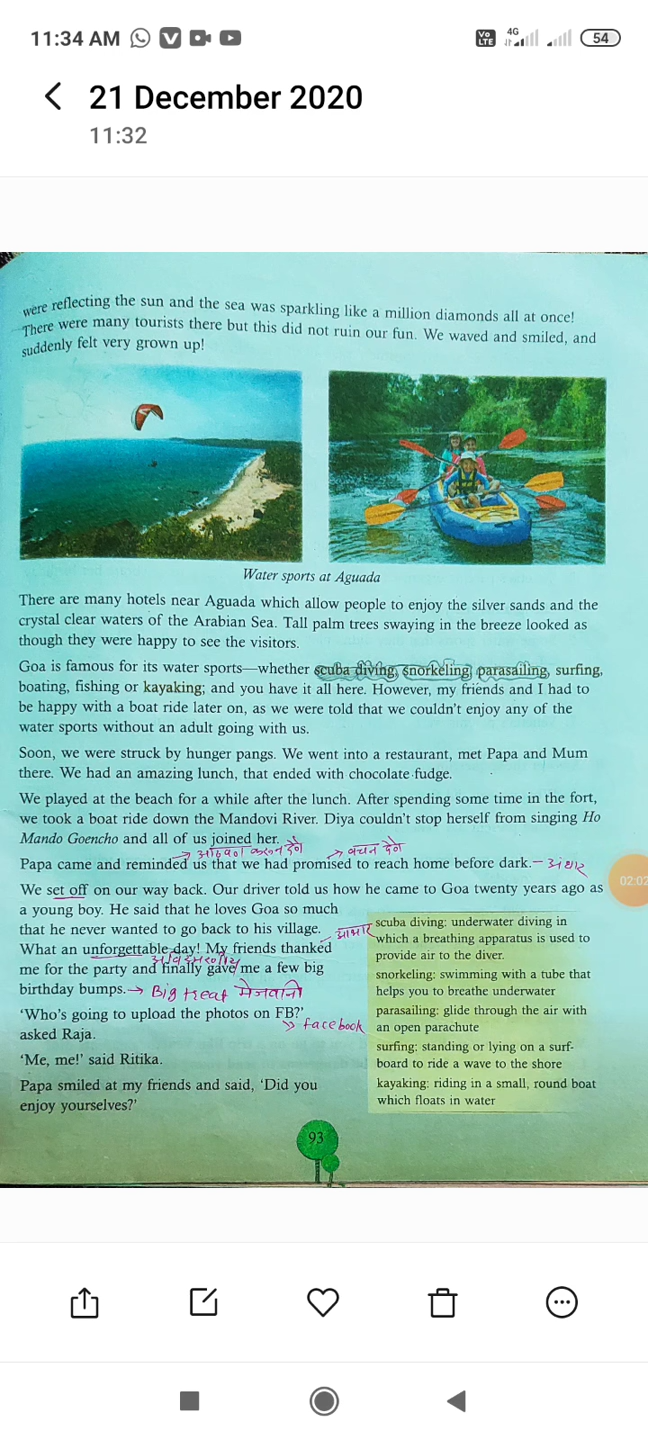 11:34 AM
Vo LTE 4G 54
21 December 2020
11:32
were reflecting the sun and the sea was sparkling like a million diamonds all at once!
There were many tourists there but this did not ruin our fun. We waved and smiled, and
suddenly felt very grown up!
Water sports at Aguada
There are many hotels near Aguada which allow people to enjoy the silver sands and the
crystal clear waters of the Arabian Sea. Tall palm trees swaying in the breeze looked as
though they were happy to see the visitors.
Goa is famous for its water sports—whether scuba diving, snorkeling, parasailing, surfing,
boating, fishing or kayaking; and you have it all here. However, my friends and I had to
be happy with a boat ride later on, as we were told that we couldn't enjoy any of the
water sports without an adult going with us.
Soon, we were struck by hunger pangs. We went into a restaurant, met Papa and Mum
there. We had an amazing lunch, that ended with chocolate fudge.
We played at the beach for a while after the lunch. After spending some time in the fort,
we took a boat ride down the Mandovi River. Diya couldn't stop herself from singing Ho
Mando Goencho and all of us joined her.
→ आठवण करून देणे → वचन देणे
Papa came and reminded us that we had promised to reach home before dark. – अंधार
We set off on our way back. Our driver told us how he came to Goa twenty years ago as
02:02
a young boy. He said that he loves Goa so much
that he never wanted to go back to his village.
आभार
What an unforgettable day! My friends thanked
अविस्मरणीय
me for the party and finally gave me a few big
birthday bumps. → Big treat मेजवानी
'Who's going to upload the photos on FB?'
→ facebook
asked Raja.
'Me, me!' said Ritika.
Papa smiled at my friends and said, 'Did you
enjoy yourselves?'
scuba diving: underwater diving in
which a breathing apparatus is used to
provide air to the diver.
snorkeling: swimming with a tube that
helps you to breathe underwater
parasailing: glide through the air with
an open parachute
surfing: standing or lying on a surf-
board to ride a wave to the shore
kayaking: riding in a small, round boat
which floats in water
93